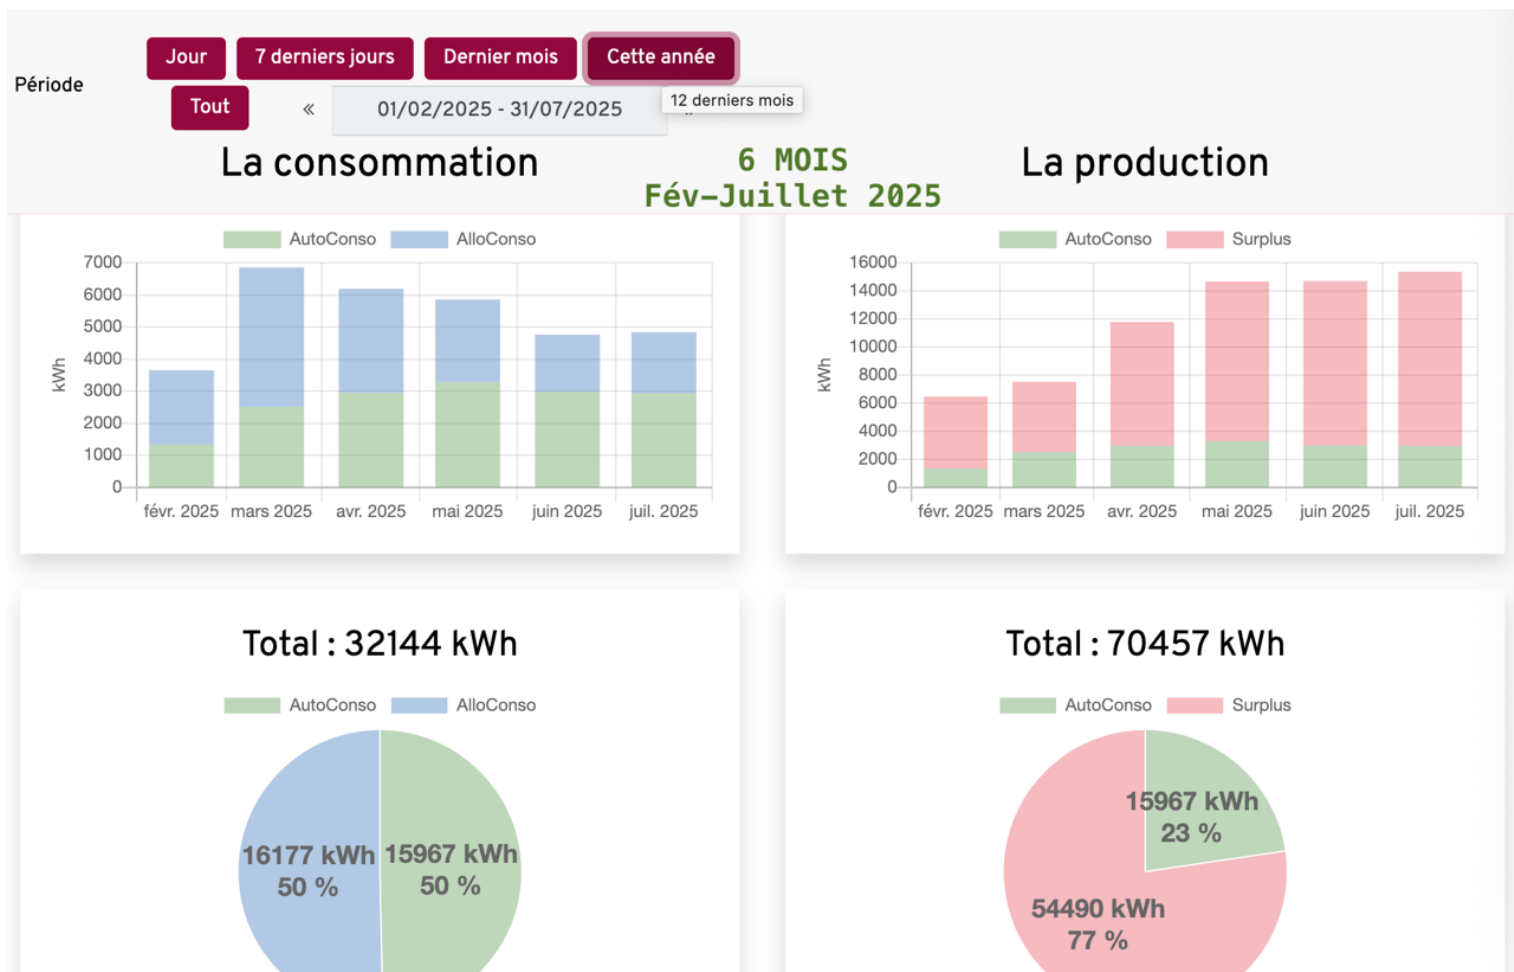 Jour
7 derniers jours
Dernier mois
Cette année
Période
Tout
«
01/02/2025 - 31/07/2025
12 derniers mois
La consommation
6 MOIS
Fév-Juillet 2025
La production
AutoConso
AlloConso
7000
6000
5000
4000
3000
2000
1000
0
kWh
févr. 2025
mars 2025
avr. 2025
mai 2025
juin 2025
juil. 2025
AutoConso
Surplus
16000
14000
12000
10000
8000
6000
4000
2000
0
kWh
févr. 2025
mars 2025
avr. 2025
mai 2025
juin 2025
juil. 2025
Total : 32144 kWh
AutoConso
AlloConso
16177 kWh
50 %
15967 kWh
50 %
Total : 70457 kWh
AutoConso
Surplus
15967 kWh
23 %
54490 kWh
77 %